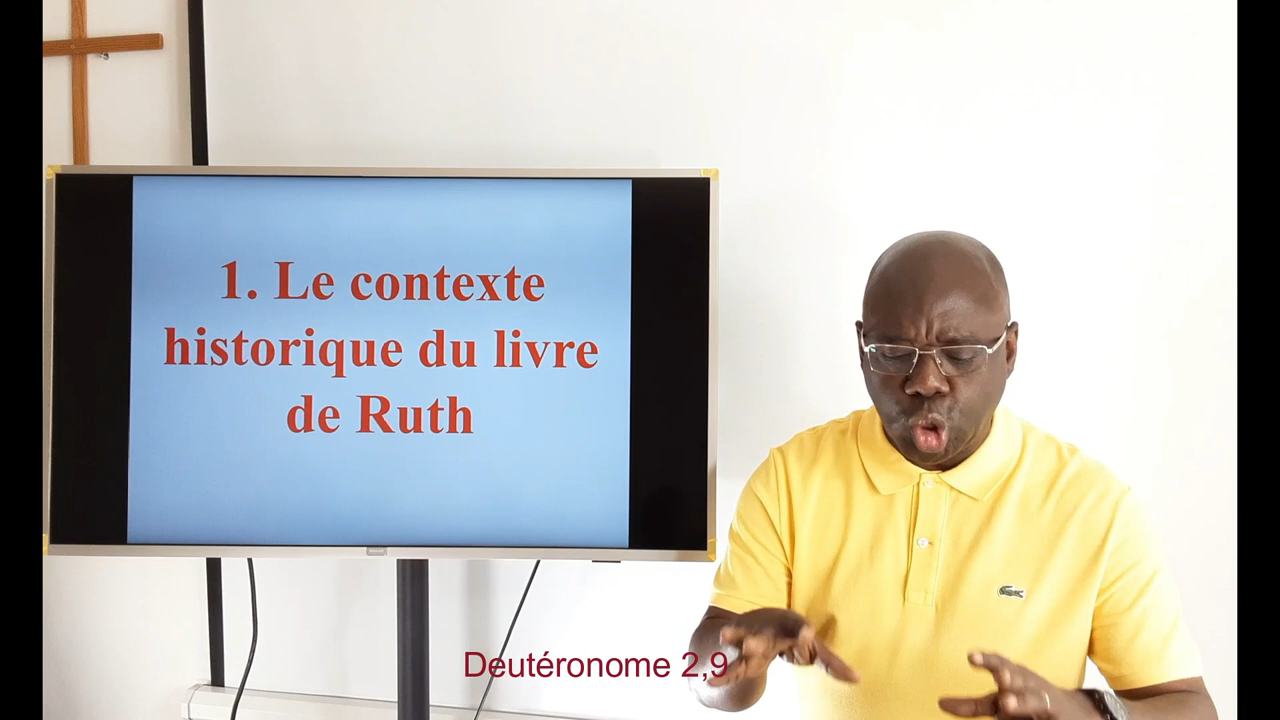 1. Le contexte
historique du livre
de Ruth
Deutéronome 2,9